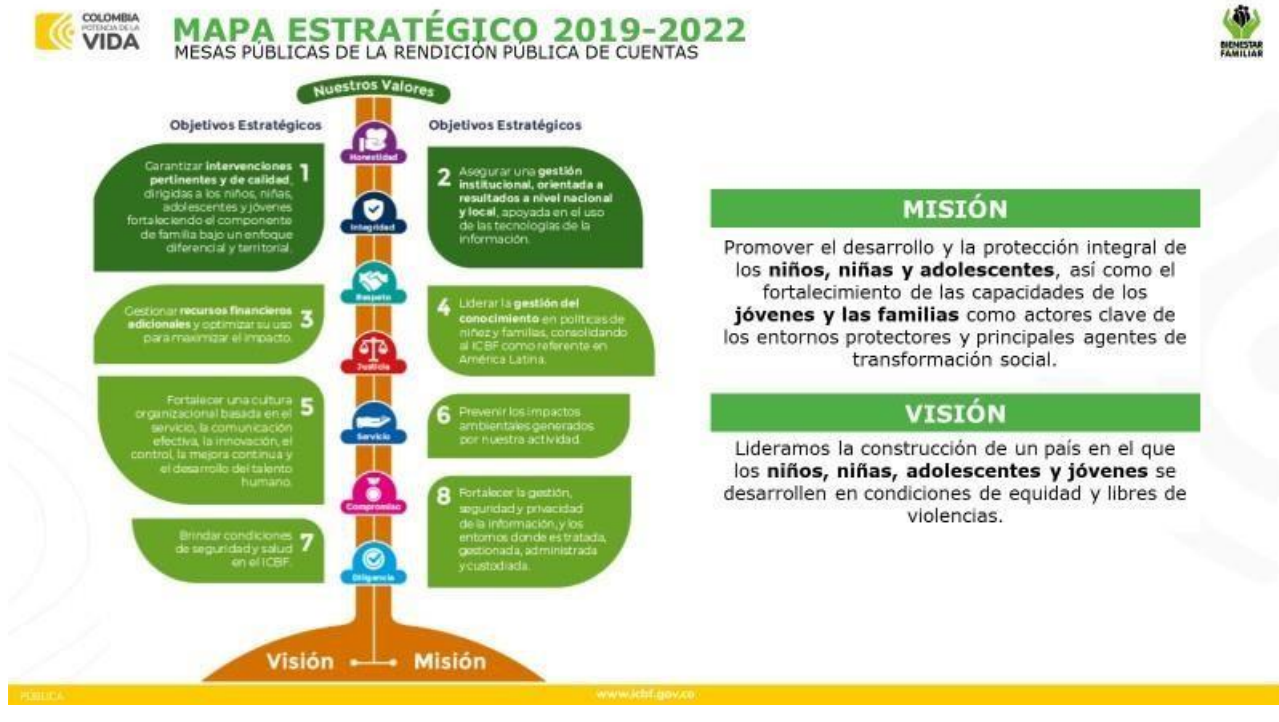 COLOMBIA
POTENCIA DE LA
VIDA
MAPA ESTRATÉGICO 2019-2022
MESAS PÚBLICAS DE LA RENDICIÓN PÚBLICA DE CUENTAS
BIENESTAR
FAMILIAR
Nuestros Valores
Objetivos Estratégicos
Objetivos Estratégicos
Honestidad
Integridad
Respeto
Justicia
Servicio
Compromiso
Diligencia
1
Garantizar intervenciones
pertinentes y de calidad,
dirigidas a los niños, niñas,
adolescentes y jóvenes
fortaleciendo el componente
de familia bajo un enfoque
diferencial y territorial.
2
Asegurar una gestión
institucional, orientada a
resultados a nivel nacional
y local, apoyada en el uso
de las tecnologías de la
información.
3
Gestionar recursos financieros
adicionales y optimizar su uso
para maximizar el impacto.
4
Liderar la gestión del
conocimiento en políticas de
niñez y familias, consolidando
al ICBF como referente en
América Latina.
5
Fortalecer una cultura
organizacional basada en el
servicio, la comunicación
efectiva, la innovación, el
control, la mejora continua y
el desarrollo del talento
humano.
6
Prevenir los impactos
ambientales generados
por nuestra actividad.
7
Brindar condiciones
de seguridad y salud
en el ICBF.
8
Fortalecer la gestión,
seguridad y privacidad
de la información, y los
entornos donde es tratada,
gestionada, administrada
y custodiada.
Visión
Misión
MISIÓN
Promover el desarrollo y la protección integral de
los niños, niñas y adolescentes, así como el
fortalecimiento de las capacidades de los
jóvenes y las familias como actores clave de
los entornos protectores y principales agentes de
transformación social.
VISIÓN
Lideramos la construcción de un país en el que
los niños, niñas, adolescentes y jóvenes se
desarrollen en condiciones de equidad y libres de
violencias.
PÚBLICA
www.icbf.gov.co